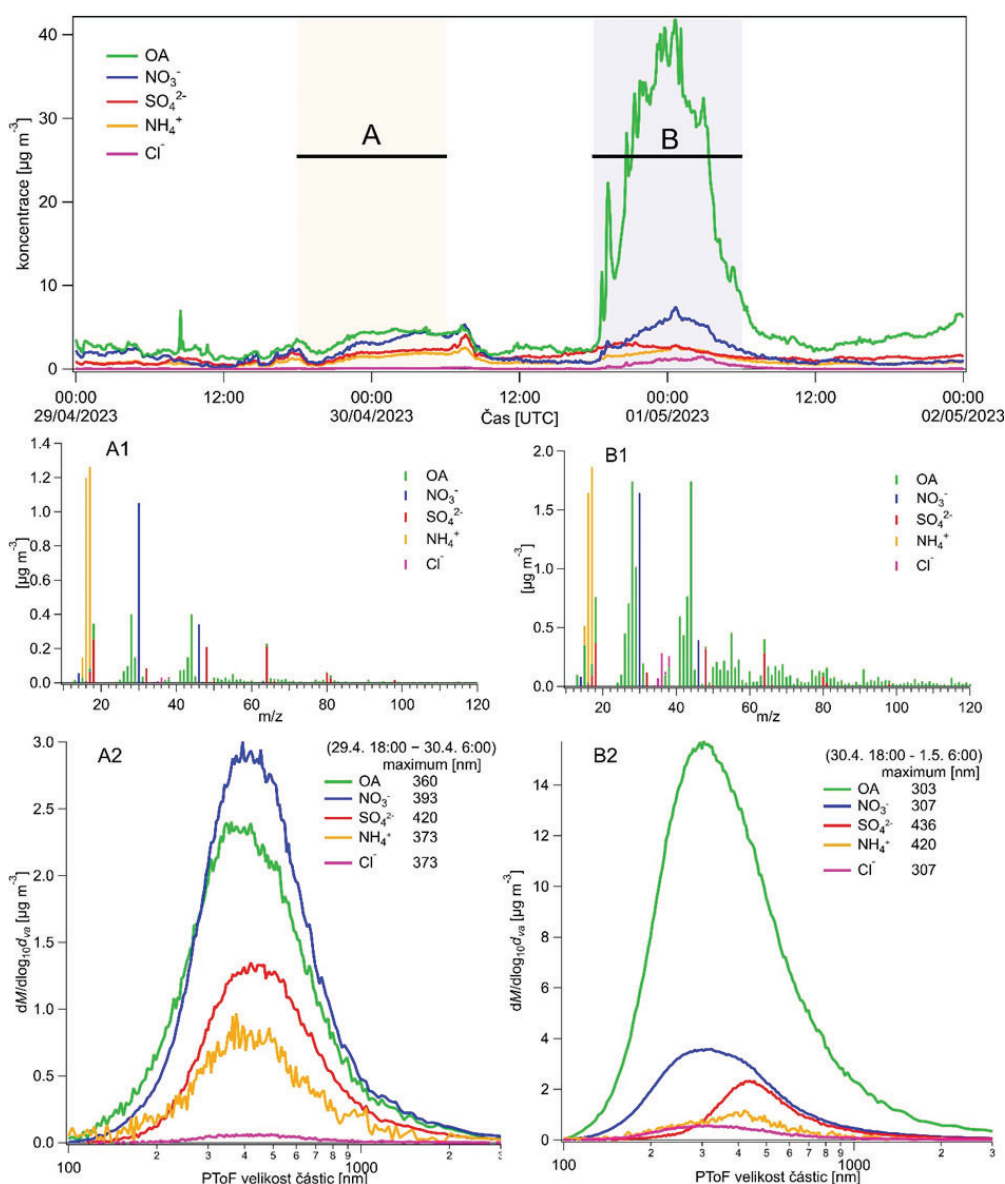 40
30
20
10
0
koncentrace [µg m⁻³]
OA
NO₃⁻
SO₄²⁻
NH₄⁺
Cl⁻
A
B
00:00 12:00 00:00 12:00 00:00 12:00 00:00
29/04/2023 30/04/2023 Čas [UTC] 01/05/2023 02/05/2023
A1
1.4
1.2
1.0
0.8
0.6
0.4
0.2
0.0
[µg m⁻³]
OA
NO₃⁻
SO₄²⁻
NH₄⁺
Cl⁻
20 40 60 80 100 120
m/z
B1
2.0
1.5
1.0
0.5
0.0
[µg m⁻³]
OA
NO₃⁻
SO₄²⁻
NH₄⁺
Cl⁻
20 40 60 80 100 120
m/z
A2
(29.4. 18:00 – 30.4. 6:00)
maximum [nm]
OA 360
NO₃⁻ 393
SO₄²⁻ 420
NH₄⁺ 373
Cl⁻ 373
3.0
2.5
2.0
1.5
1.0
0.5
0.0
dM/dlog₁₀dva [µg m⁻³]
100 2 3 4 5 6 7 8 9 1000 2 3
PToF velikost částic [nm]
B2
(30.4. 18:00 - 1.5. 6:00)
maximum [nm]
OA 303
NO₃⁻ 307
SO₄²⁻ 436
NH₄⁺ 420
Cl⁻ 307
14
12
10
8
6
4
2
0
dM/dlog₁₀dva [µg m⁻³]
100 2 3 4 5 6 7 8 9 1000 2 3
PToF velikost částic [nm]